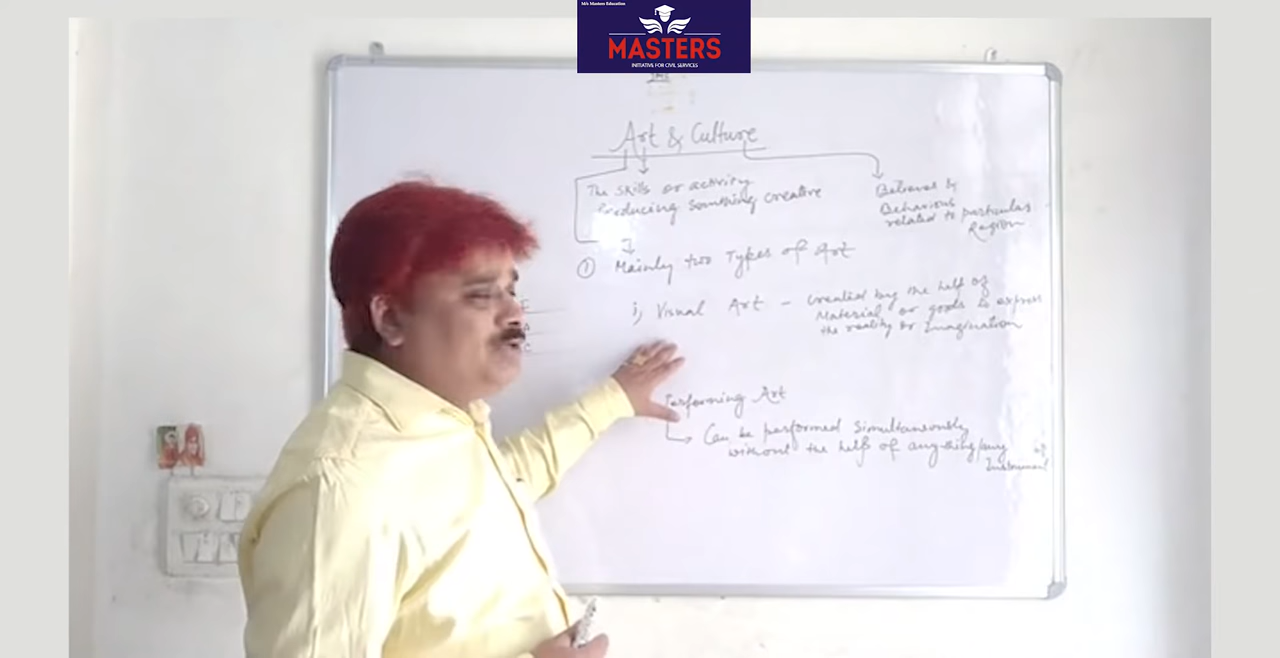 M/s Masters Education
MASTERS
INITIATIVE FOR CIVIL SERVICES
Art & Culture
The skills or activity
Producing something creative
&
Behaviour
related to particular
Region
① Mainly two Types of Art
i) Visual Art - Created by the help of
Material or goods to express
the reality or Imagination
Performing Art
Can be performed simultaneously
without the help of anything/any
Instrument